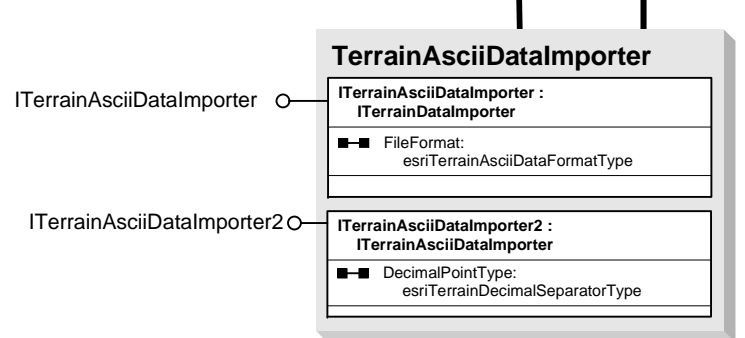 TerrainAsciiDataImporter
ITerrainAsciiDataImporter
ITerrainAsciiDataImporter :
ITerrainDataImporter
FileFormat:
esriTerrainAsciiDataFormatType
ITerrainAsciiDataImporter2
ITerrainAsciiDataImporter2 :
ITerrainAsciiDataImporter
DecimalPointType:
esriTerrainDecimalSeparatorType